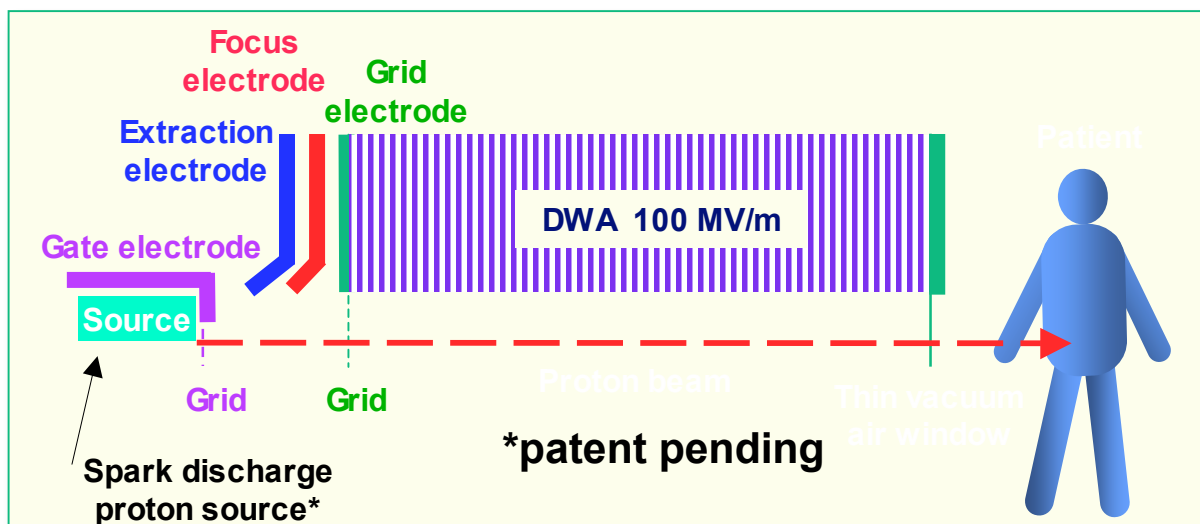 Focus
electrode
Grid
electrode
Extraction
electrode
Patient
DWA 100 MV/m
Gate electrode
Source
Grid
Grid
Proton beam
Thin vacuum
air window
*patent pending
Spark discharge
proton source*